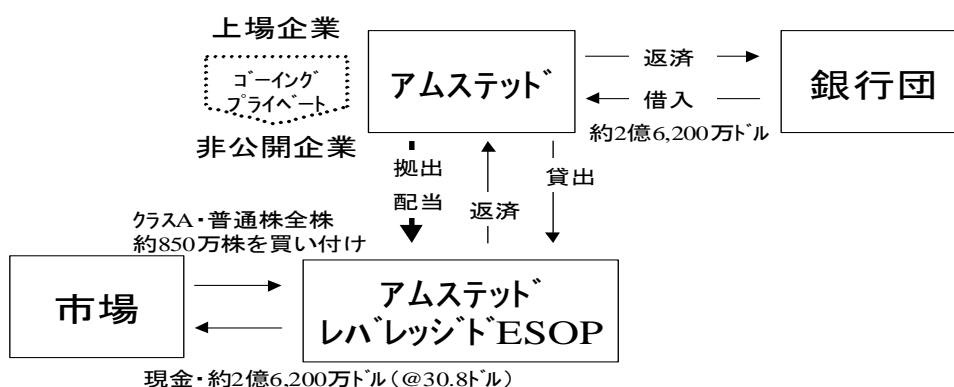 上場企業
ゴーイング
プライベート
非公開企業
アムステッド
返済
借入
銀行団
約2億6,200万ドル
拠出
配当
返済
貸出
クラスA・普通株全株
約850万株を買い付け
市場
アムステッド
レバレッジドESOP
現金・約2億6,200万ドル(@30.8ドル)